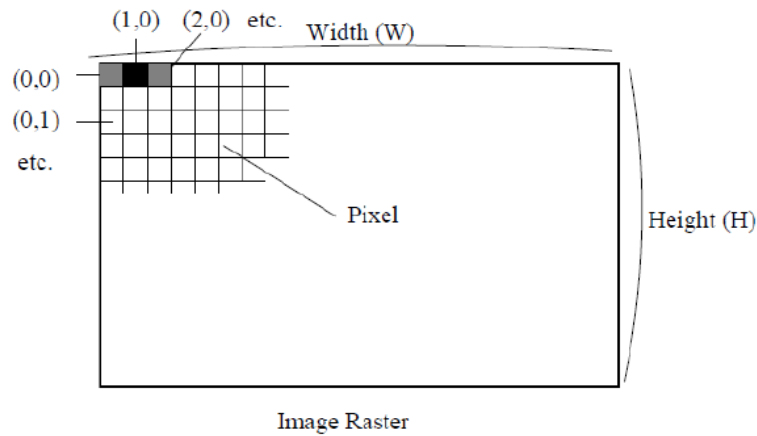 (1,0) (2,0) etc.
Width (W)
(0,0)
(0,1)
etc.
Pixel
Height (H)
Image Raster